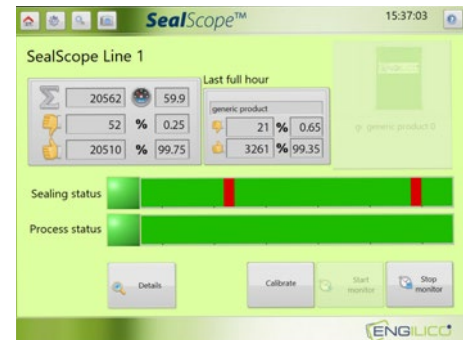 SealScope™ 15:37:03
SealScope Line 1
Last full hour
20562 59.9
generic product
52 % 0.25
21 % 0.65
20510 % 99.75
3261 % 99.35
generic product 0
Sealing status
Process status
Details
Calibrate
Start monitor
Stop monitor
ENGILICO